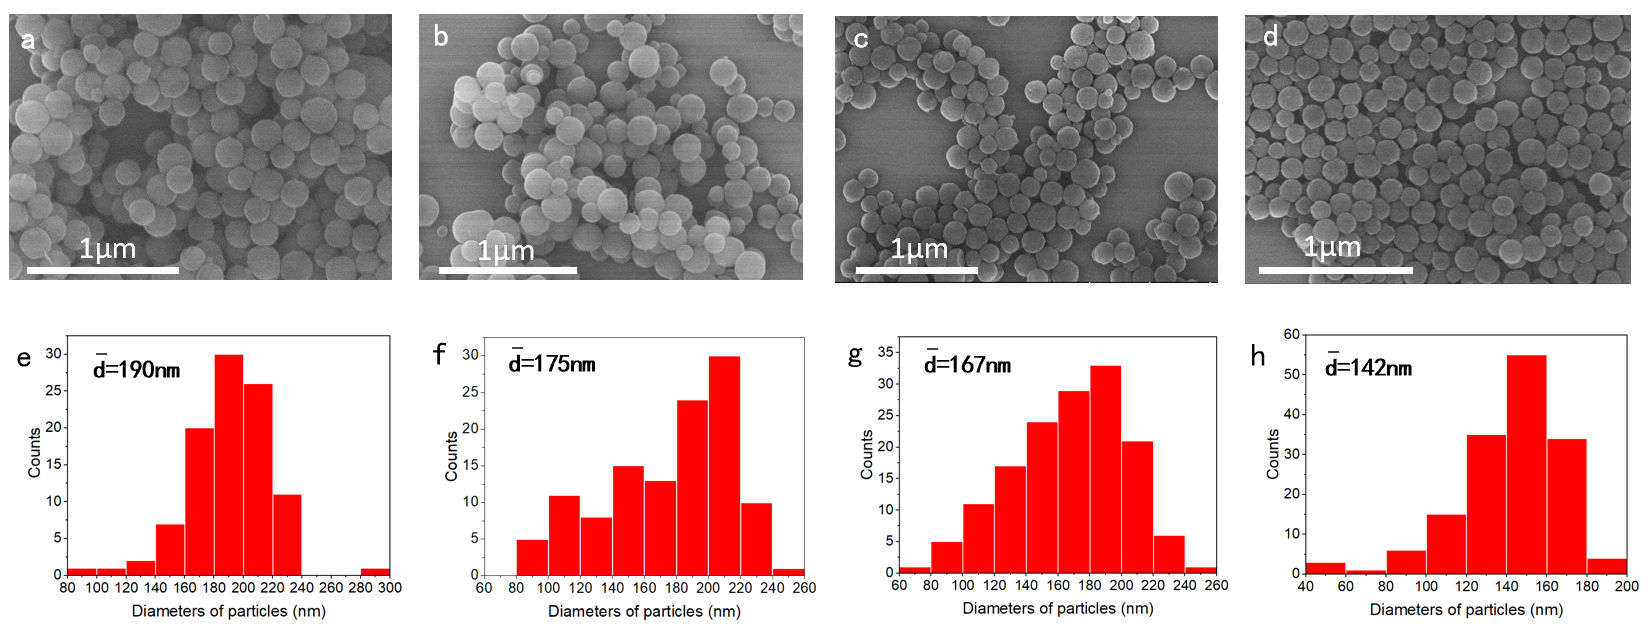 a
b
c
d
1μm
1μm
1μm
1μm
e
d̅=190nm
Counts
30
25
20
15
10
5
0
80 100 120 140 160 180 200 220 240 260 280 300
Diameters of particles (nm)
f
d̅=175nm
Counts
30
25
20
15
10
5
0
60 80 100 120 140 160 180 200 220 240 260
Diameters of particles (nm)
g
d̅=167nm
Counts
35
30
25
20
15
10
5
0
60 80 100 120 140 160 180 200 220 240 260
Diameters of particles (nm)
h
d̅=142nm
Counts
60
50
40
30
20
10
0
40 60 80 100 120 140 160 180 200
Diameters of particles (nm)